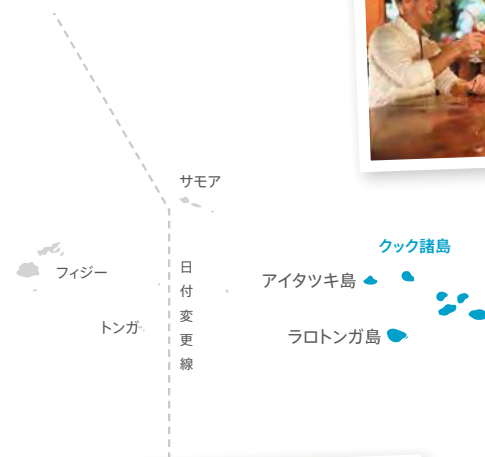 サモア
クック諸島
フィジー
日付変更線
アイタツキ島
トンガ
ラロトンガ島